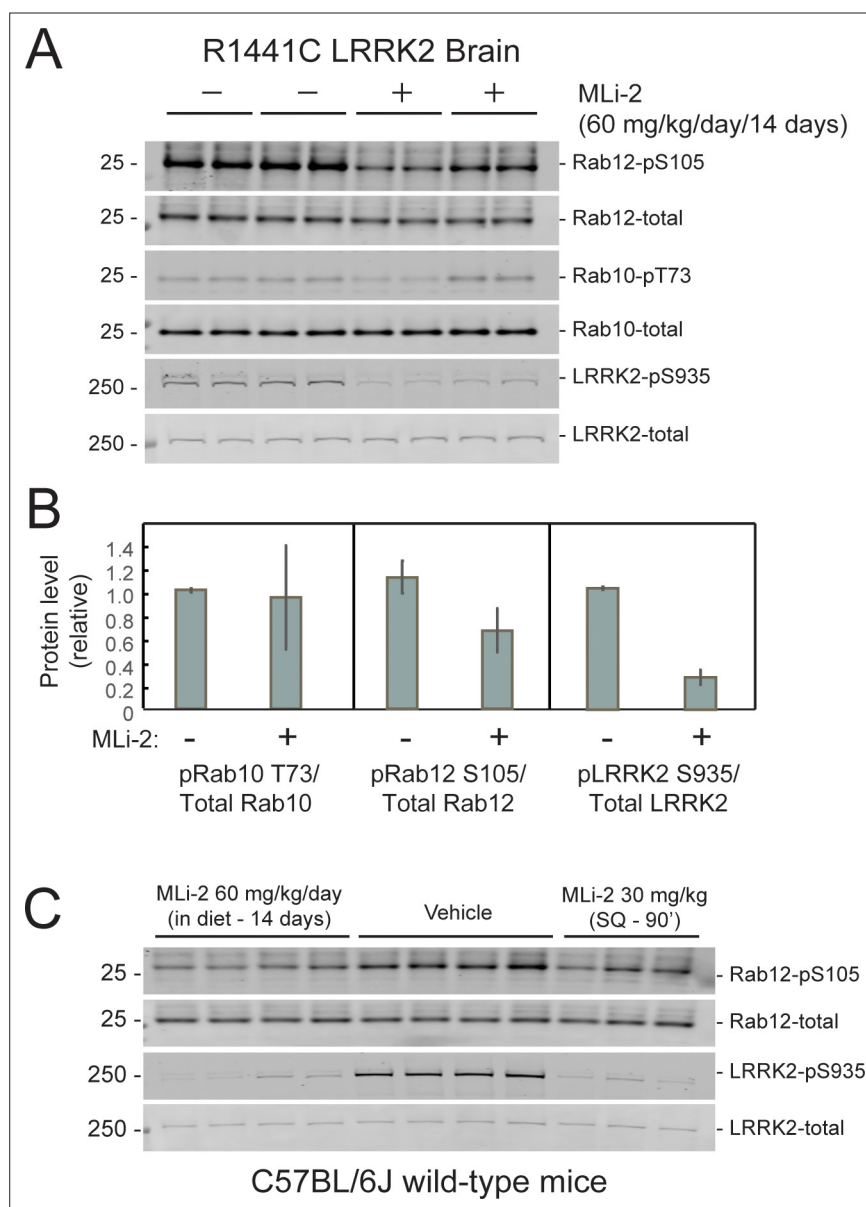 A
R1441C LRRK2 Brain
– – + + MLi-2
(60 mg/kg/day/14 days)
25 - - Rab12-pS105
25 - - Rab12-total
25 - - Rab10-pT73
25 - - Rab10-total
250 - - LRRK2-pS935
250 - - LRRK2-total
B
Protein level
(relative)
1.4
1.2
1.0
0.8
0.6
0.4
0.2
0
MLi-2: - + - + - +
pRab10 T73/ pRab12 S105/ pLRRK2 S935/
Total Rab10 Total Rab12 Total LRRK2
C
MLi-2 60 mg/kg/day
(in diet - 14 days)
Vehicle
MLi-2 30 mg/kg
(SQ - 90')
25 - - Rab12-pS105
25 - - Rab12-total
250 - - LRRK2-pS935
250 - - LRRK2-total
C57BL/6J wild-type mice